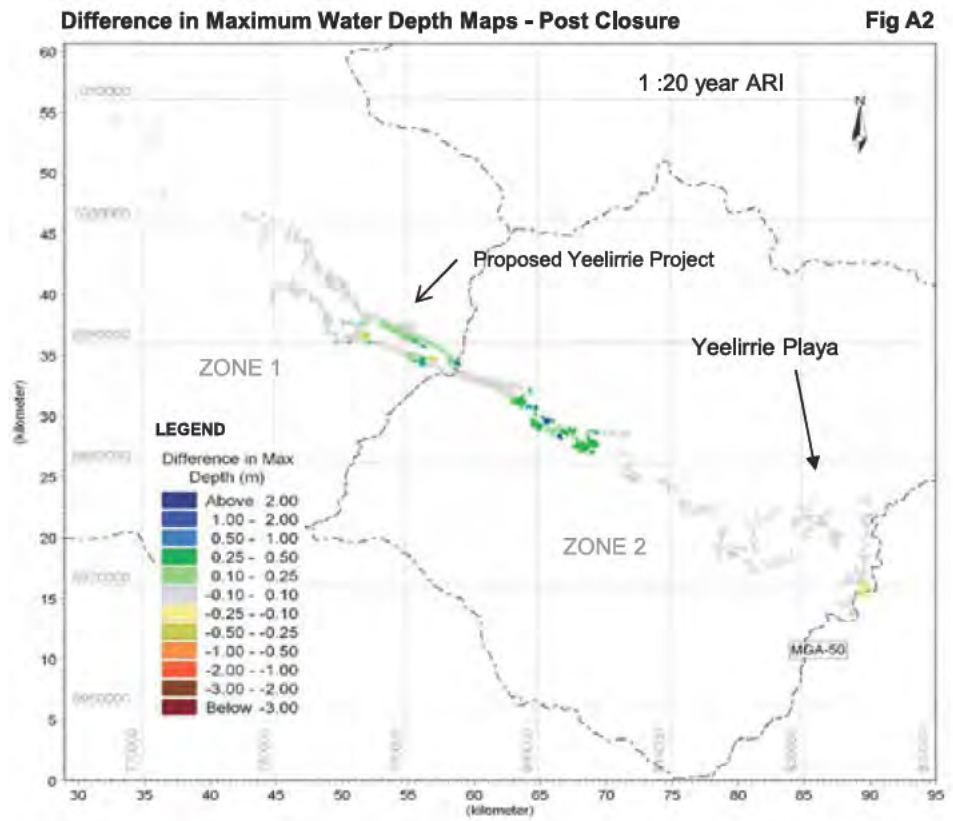 Difference in Maximum Water Depth Maps - Post Closure Fig A2
1 :20 year ARI
N
Proposed Yeelirrie Project
Yeelirrie Playa
ZONE 1
ZONE 2
MGA-50
LEGEND
Difference in Max
Depth (m)
Above 2.00
1.00 - 2.00
0.50 - 1.00
0.25 - 0.50
0.10 - 0.25
-0.10 - 0.10
-0.25 - -0.10
-0.50 - -0.25
-1.00 - -0.50
-2.00 - -1.00
-3.00 - -2.00
Below -3.00
60
55
50
45
40
35
30
25
20
15
10
5
0
(kilometer)
30 35 40 45 50 55 60 65 70 75 80 85 90 95
(kilometer)